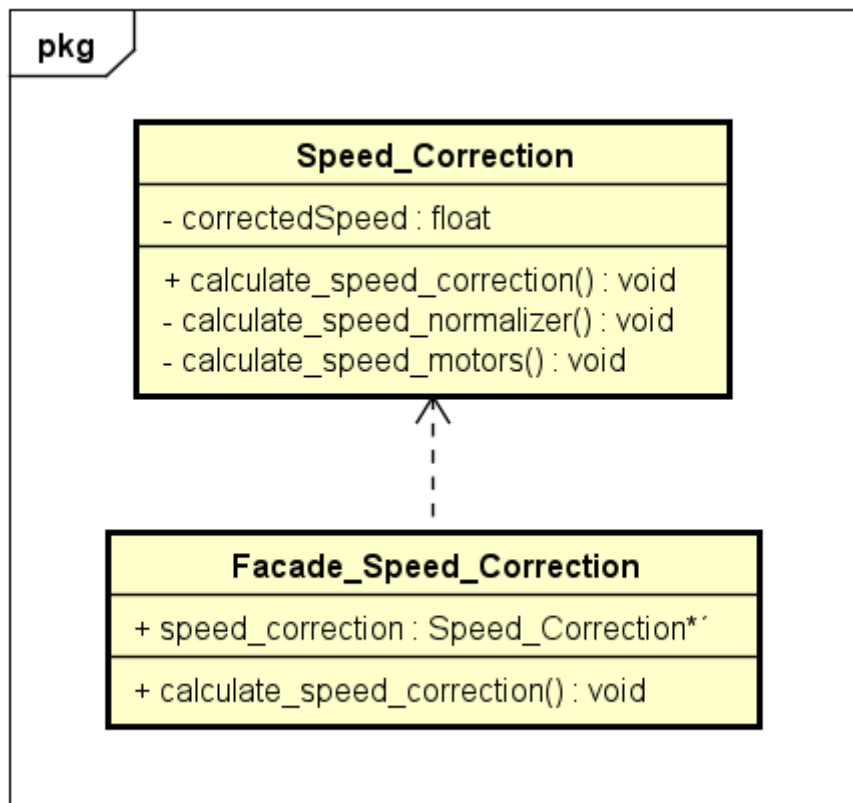 pkg
Speed_Correction
- correctedSpeed : float
+ calculate_speed_correction() : void
- calculate_speed_normalizer() : void
- calculate_speed_motors() : void
Facade_Speed_Correction
+ speed_correction : Speed_Correction*´
+ calculate_speed_correction() : void